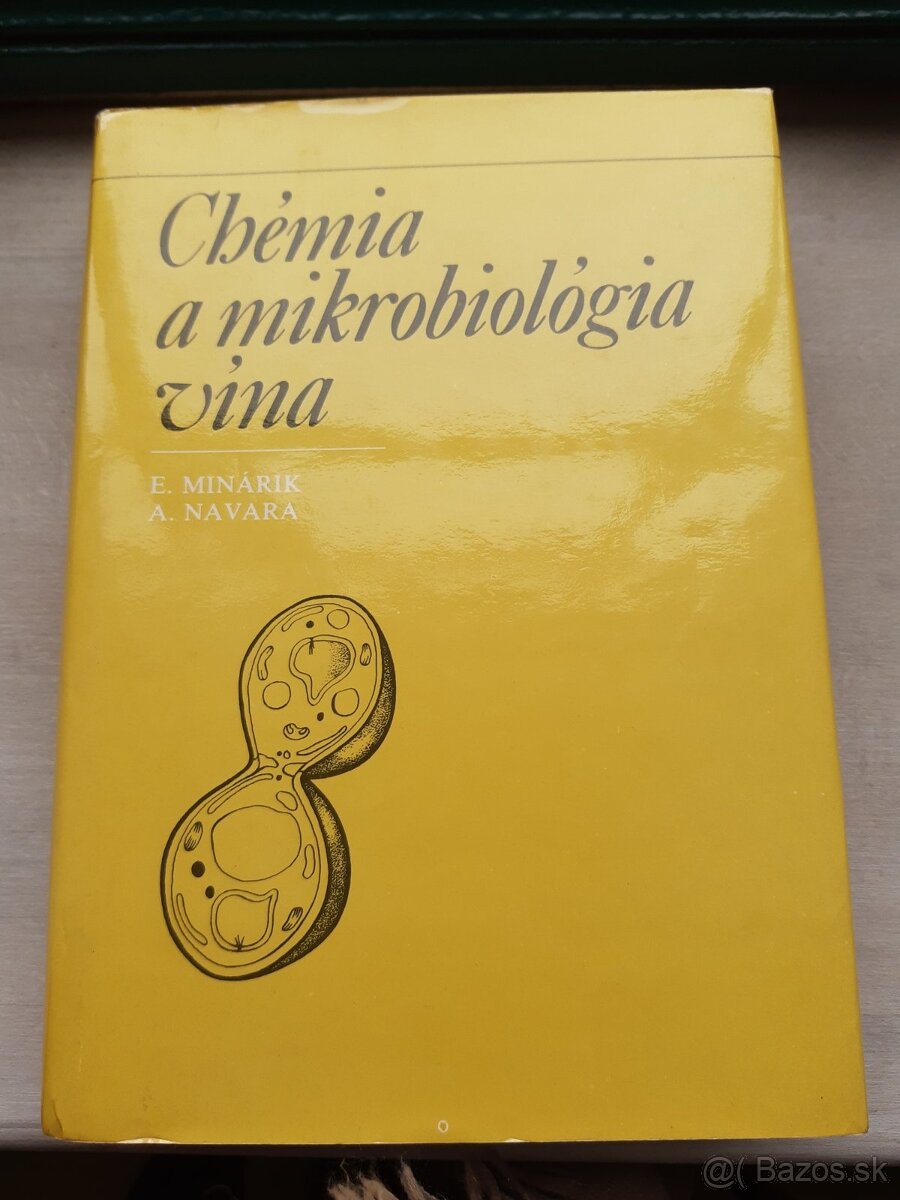 Chémia
a mikrobiológia
vína
E. MINÁRIK
A. NAVARA
@( Bazos.sk